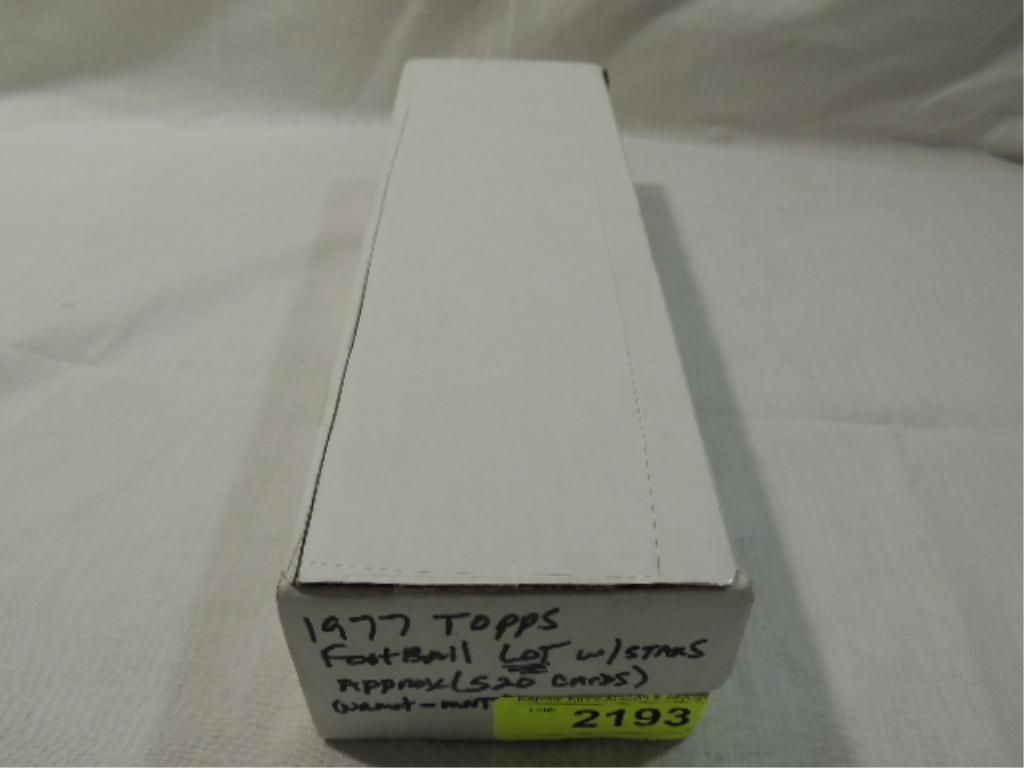 1977 TOPPS
FootBall LOT w/STARS
Approx (520 CARDS)
2193